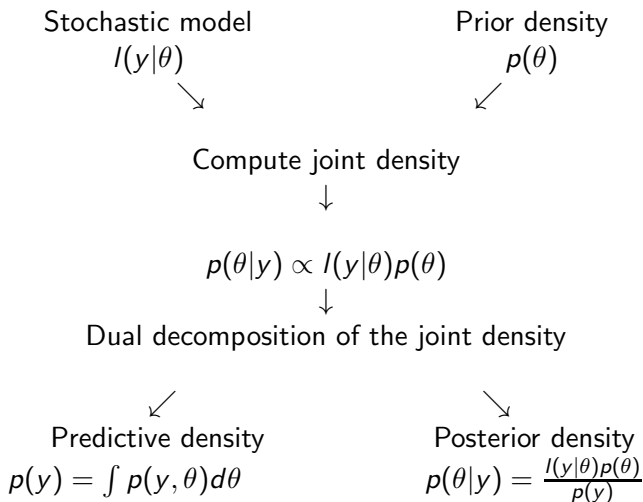 Stochastic model Prior density
l(y|θ) p(θ)
↘ ↙
Compute joint density
↓
p(θ|y) ∝ l(y|θ)p(θ)
↓
Dual decomposition of the joint density
↙ ↘
Predictive density Posterior density
p(y) = ∫ p(y, θ)dθ p(θ|y) = l(y|θ)p(θ) / p(y)